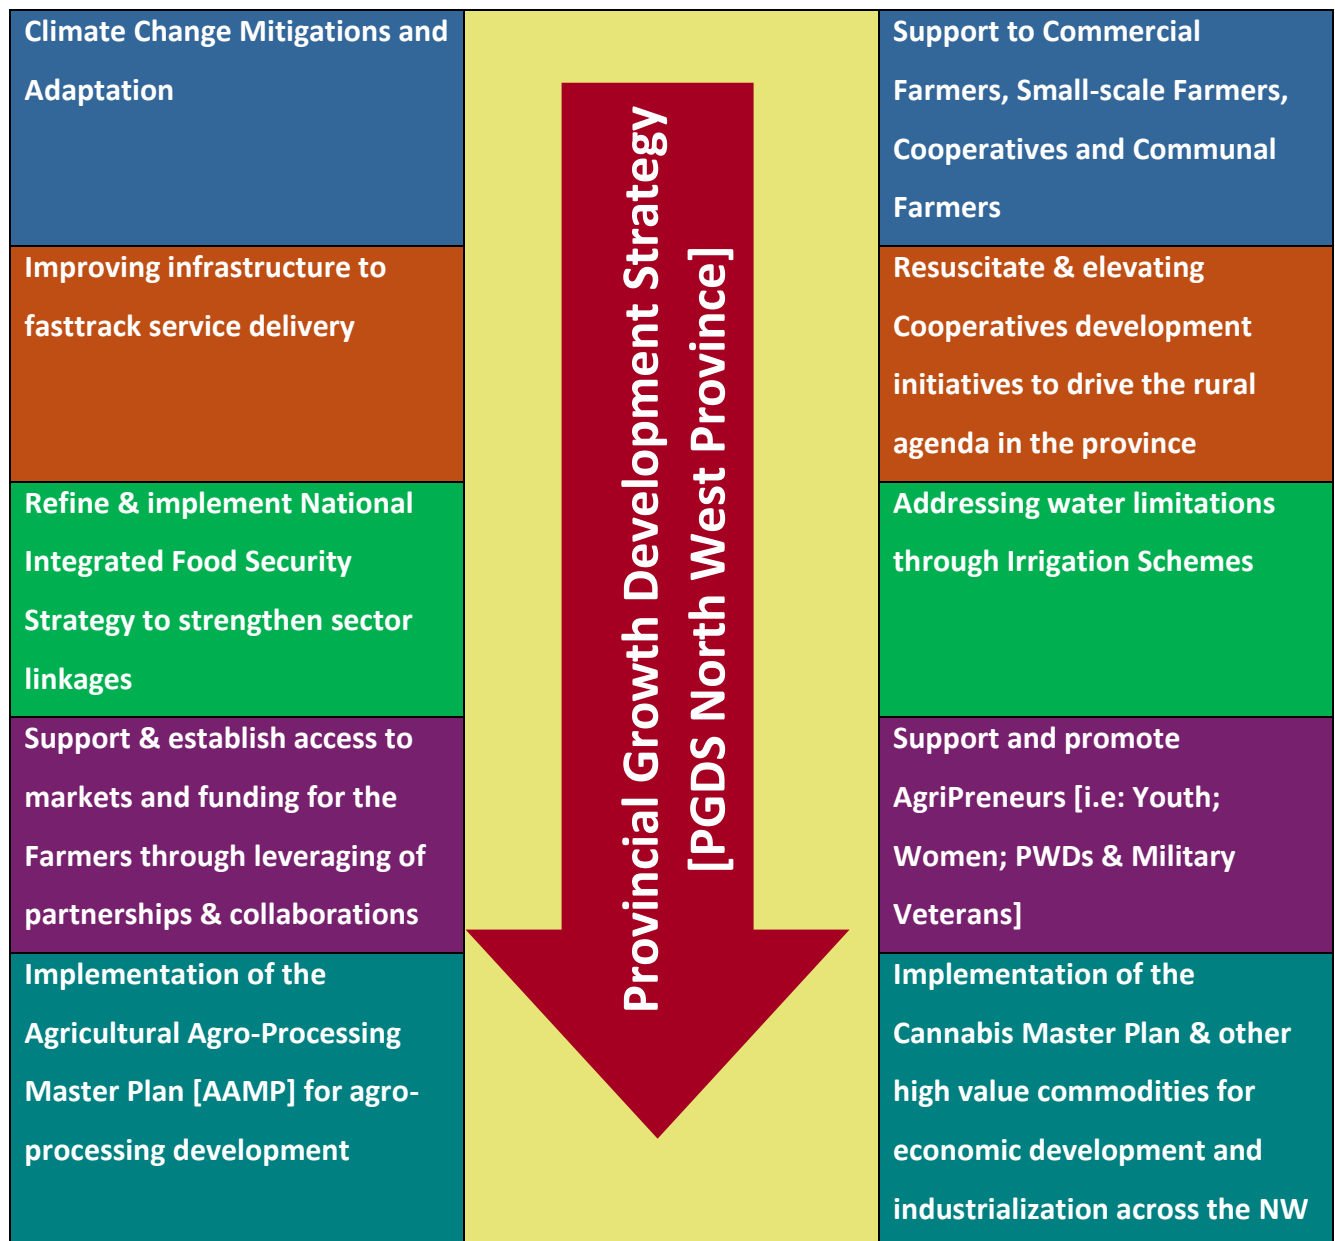 Climate Change Mitigations and
Adaptation
Support to Commercial
Farmers, Small-scale Farmers,
Cooperatives and Communal
Farmers
Improving infrastructure to
fasttrack service delivery
Resuscitate & elevating
Cooperatives development
initiatives to drive the rural
agenda in the province
Refine & implement National
Integrated Food Security
Strategy to strengthen sector
linkages
Addressing water limitations
through Irrigation Schemes
Support & establish access to
markets and funding for the
Farmers through leveraging of
partnerships & collaborations
Support and promote
AgriPreneurs [i.e: Youth;
Women; PWDs & Military
Veterans]
Implementation of the
Agricultural Agro-Processing
Master Plan [AAMP] for agro-
processing development
Implementation of the
Cannabis Master Plan & other
high value commodities for
economic development and
industrialization across the NW
Provincial Growth Development Strategy
[PGDS North West Province]